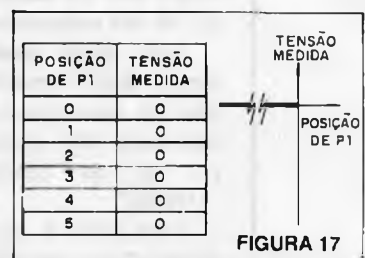 POSIÇÃO DE P1 TENSÃO MEDIDA
0 0
1 0
2 0
3 0
4 0
5 0
TENSÃO
MEDIDA
POSIÇÃO
DE P1
FIGURA 17